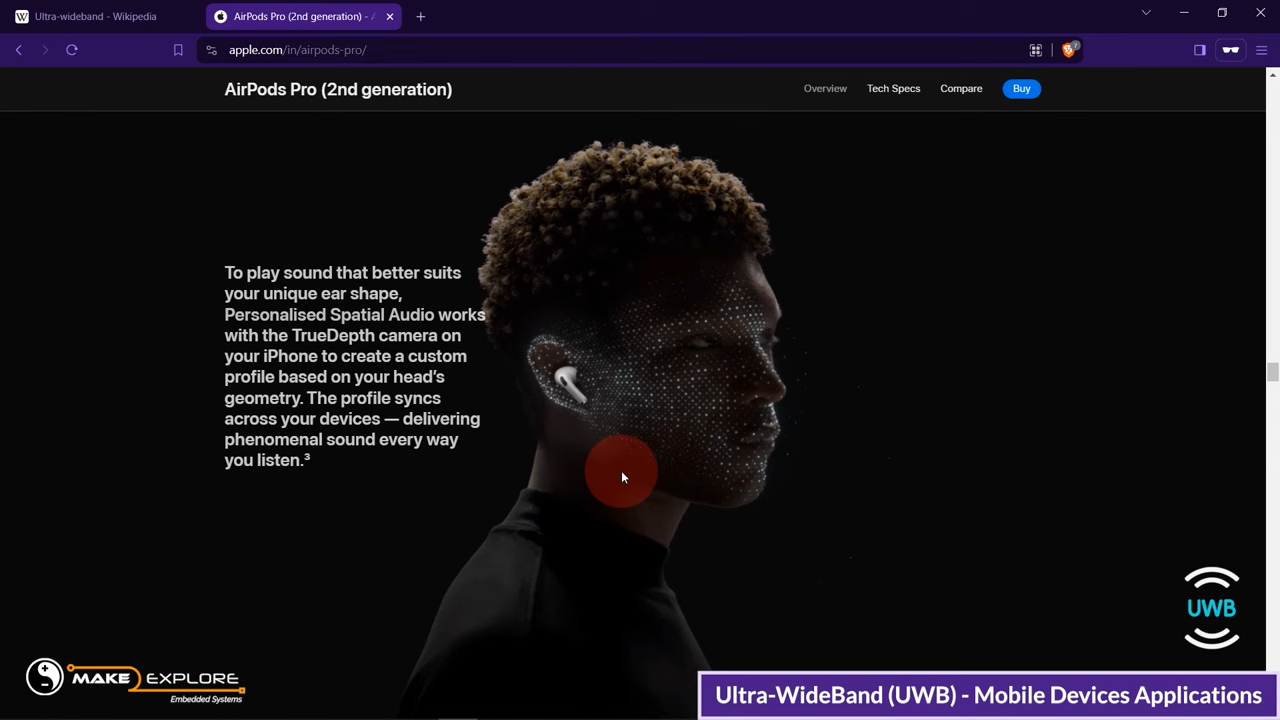 Ultra-wideband - Wikipedia
AirPods Pro (2nd generation) - A
apple.com/in/airpods-pro/
7
AirPods Pro (2nd generation)
Overview
Tech Specs
Compare
Buy
To play sound that better suits
your unique ear shape,
Personalised Spatial Audio works
with the TrueDepth camera on
your iPhone to create a custom
profile based on your head’s
geometry. The profile syncs
across your devices — delivering
phenomenal sound every way
you listen.³
UWB
MAKE EXPLORE
Embedded Systems
Ultra-WideBand (UWB) - Mobile Devices Applications